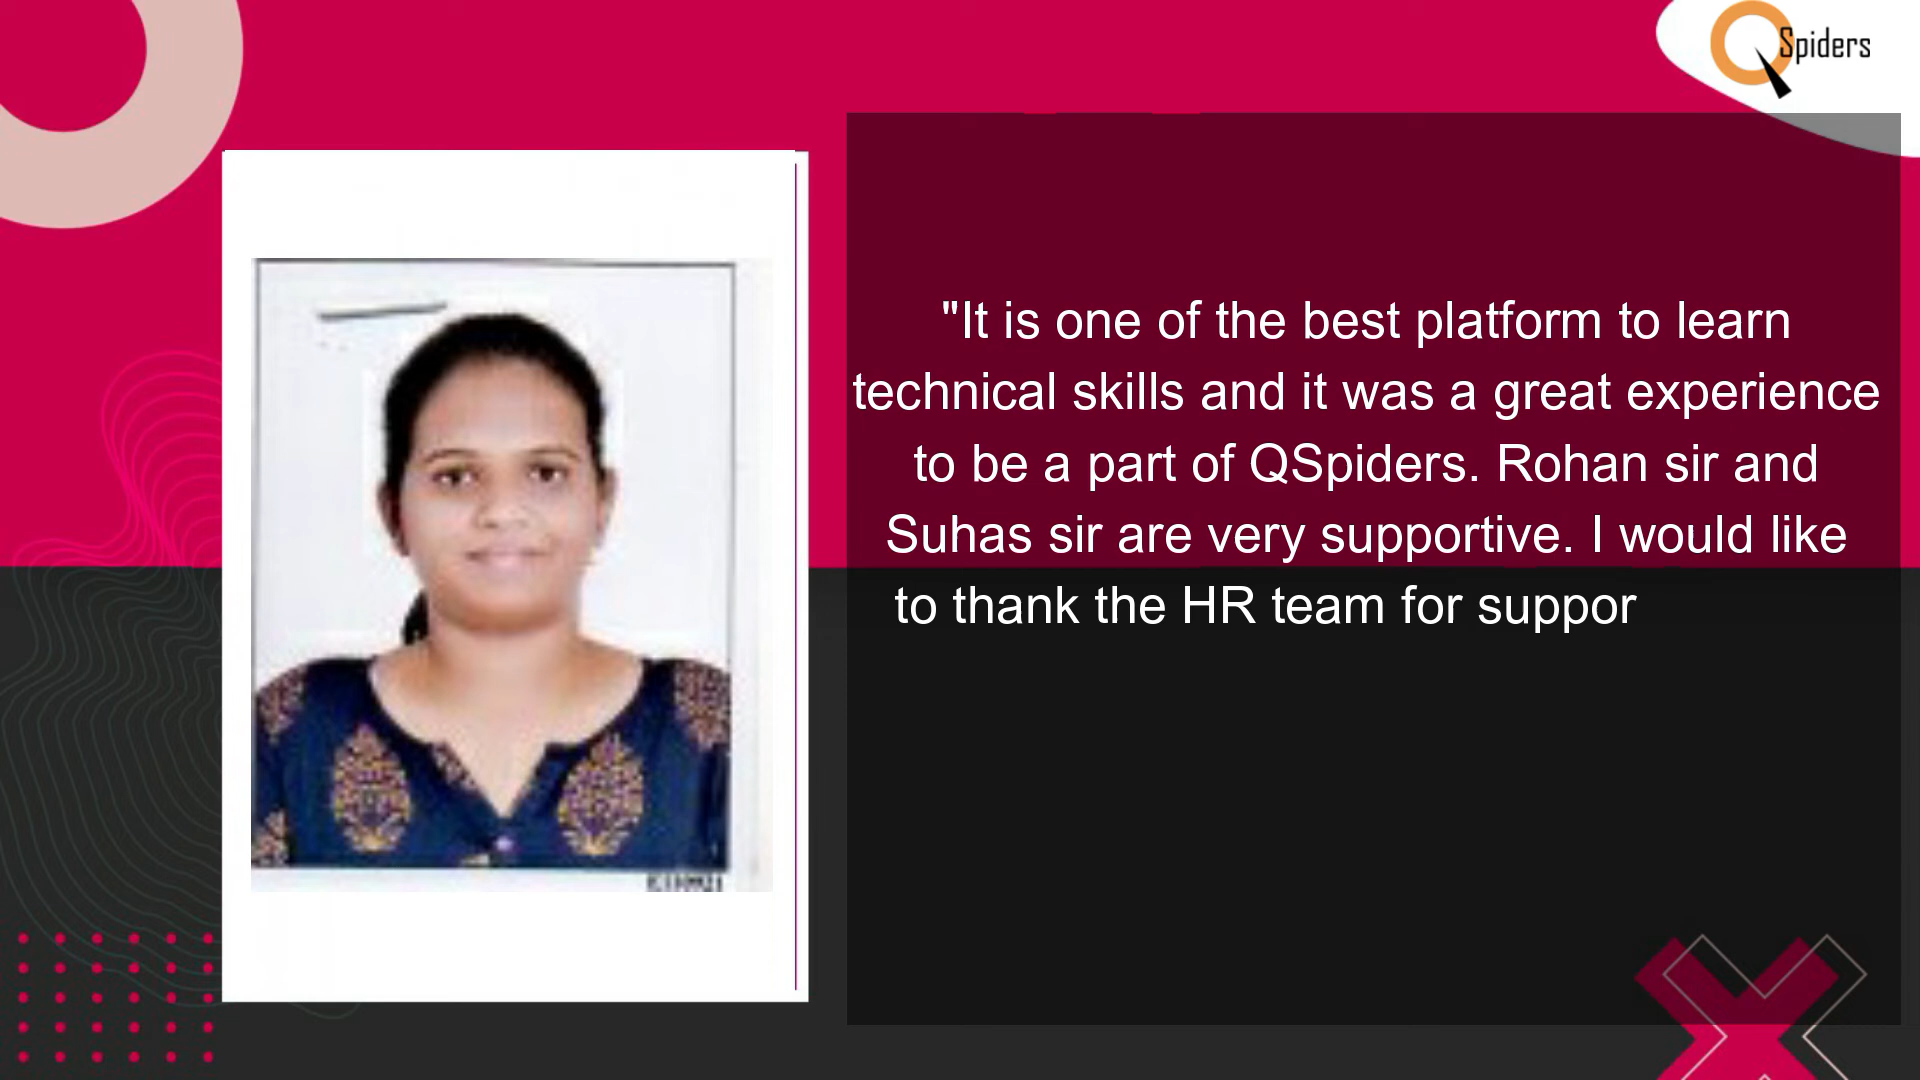 Spiders
"It is one of the best platform to learn
technical skills and it was a great experience
to be a part of QSpiders. Rohan sir and
Suhas sir are very supportive. I would like
to thank the HR team for suppor